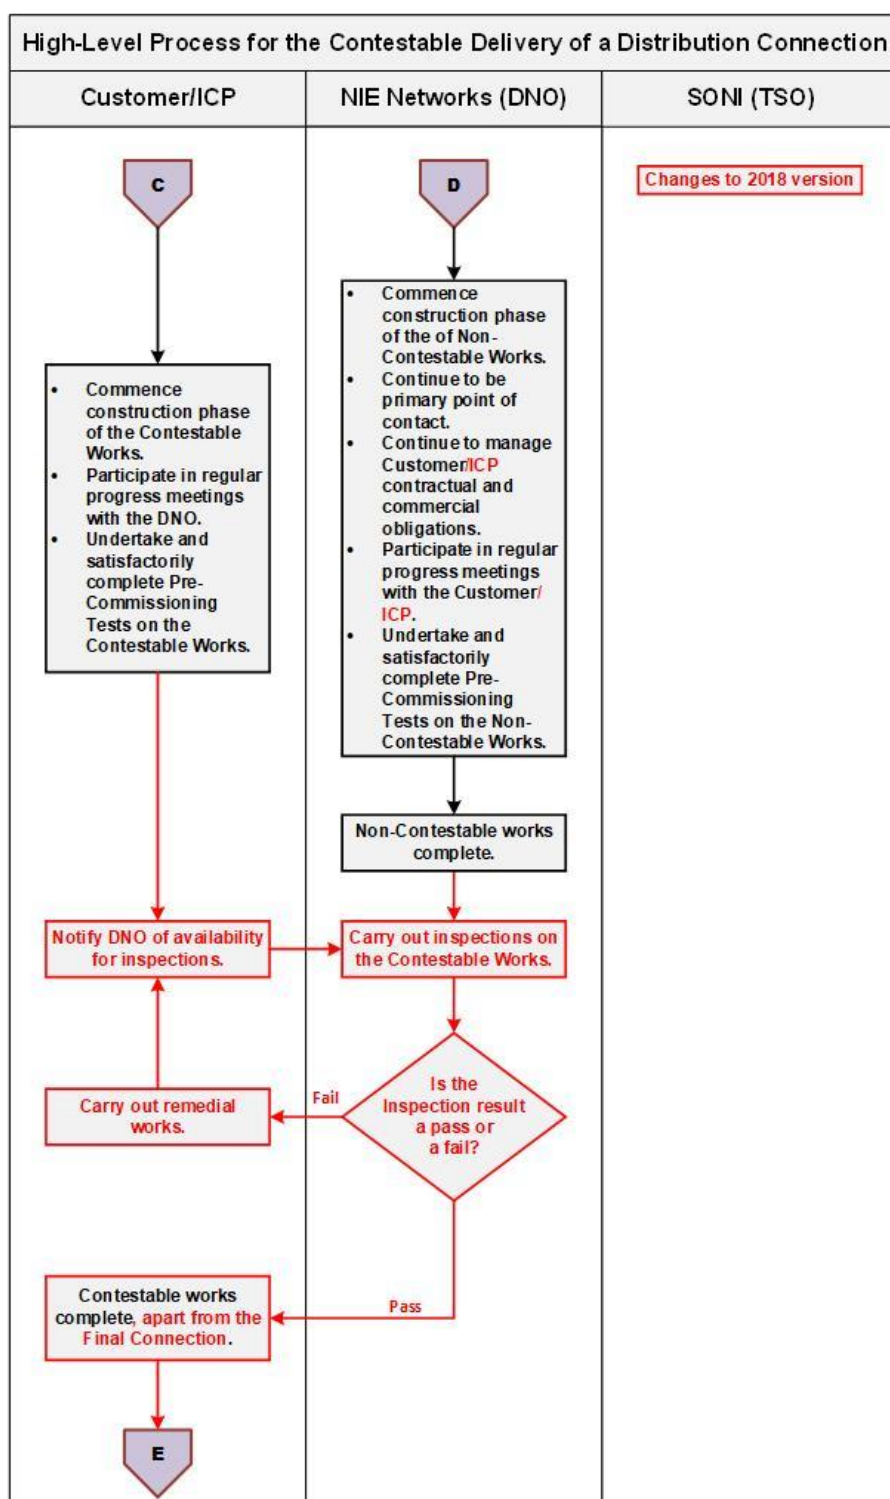 High-Level Process for the Contestable Delivery of a Distribution Connection
Customer/ICP
NIE Networks (DNO)
SONI (TSO)
C
D
Changes to 2018 version
• Commence
construction phase
of the Contestable
Works.
• Participate in regular
progress meetings
with the DNO.
• Undertake and
satisfactorily
complete Pre-
Commissioning
Tests on the
Contestable Works.
• Commence
construction phase
of the of Non-
Contestable Works.
• Continue to be
primary point of
contact.
• Continue to manage
Customer/ICP
contractual and
commercial
obligations.
• Participate in regular
progress meetings
with the Customer/
ICP.
• Undertake and
satisfactorily
complete Pre-
Commissioning
Tests on the Non-
Contestable Works.
Non-Contestable works
complete.
Notify DNO of availability
for inspections.
Carry out inspections on
the Contestable Works.
Is the
Inspection result
a pass or
a fail?
Fail
Carry out remedial
works.
Pass
Contestable works
complete, apart from the
Final Connection.
E